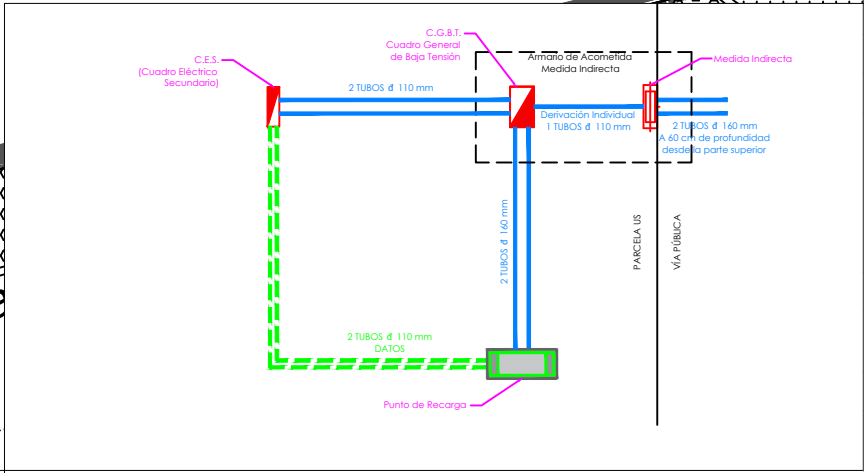 C.G.B.T.
Cuadro General
de Baja Tensión
C.E.S.
(Cuadro Eléctrico
Secundario)
Armario de Acometida
Medida Indirecta
Medida Indirecta
2 TUBOS đ 110 mm
Derivación Individual
1 TUBOS đ 110 mm
2 TUBOS đ 160 mm
A 60 cm de profundidad
desde la parte superior
2 TUBOS đ 160 mm
PARCELA US
VÍA PÚBLICA
2 TUBOS đ 110 mm
DATOS
Punto de Recarga